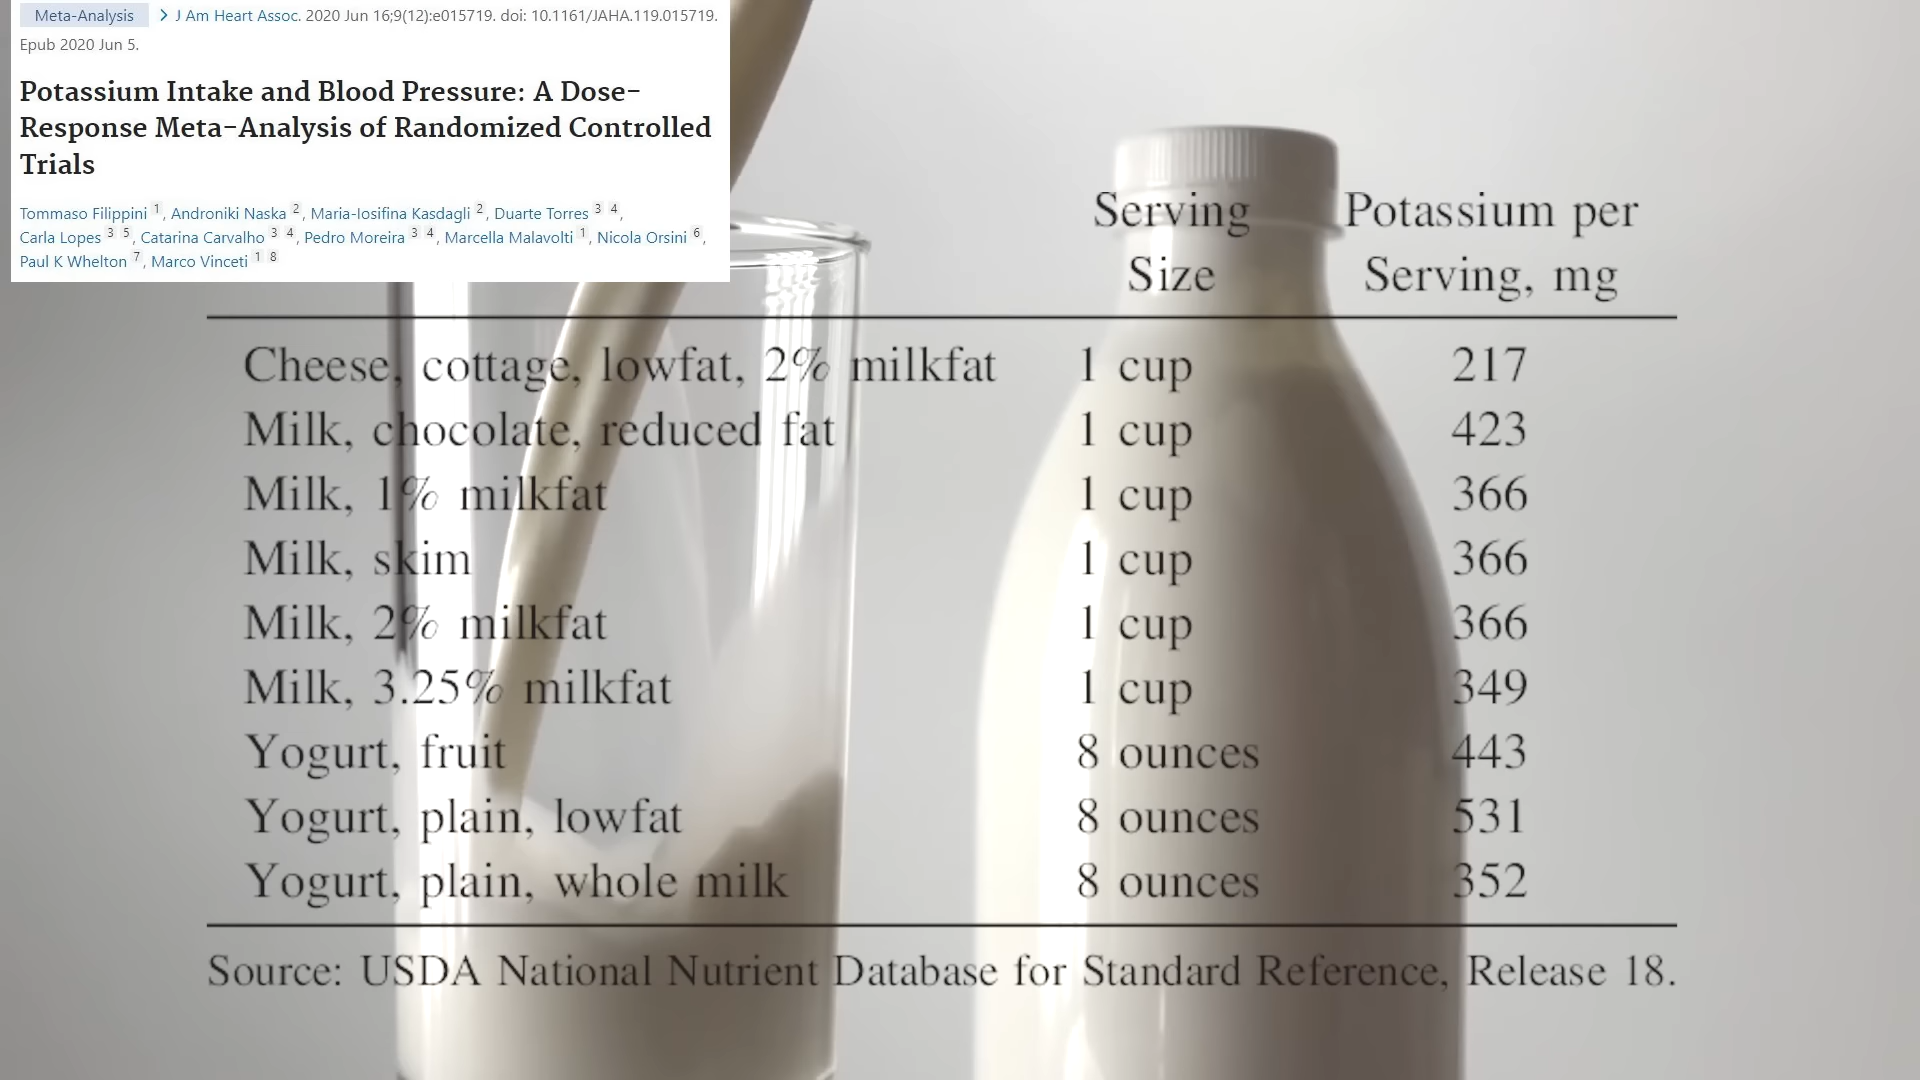 Meta-Analysis > J Am Heart Assoc. 2020 Jun 16;9(12):e015719. doi: 10.1161/JAHA.119.015719.
Epub 2020 Jun 5.
Potassium Intake and Blood Pressure: A Dose-
Response Meta-Analysis of Randomized Controlled
Trials
Tommaso Filippini 1, Androniki Naska 2, Maria-Iosifina Kasdagli 2, Duarte Torres 3 4,
Carla Lopes 3 5, Catarina Carvalho 3 4, Pedro Moreira 3 4, Marcella Malavolti 1, Nicola Orsini 6,
Paul K Whelton 7, Marco Vinceti 1 8
Serving Potassium per
Size Serving, mg
Cheese, cottage, lowfat, 2% milkfat 1 cup 217
Milk, chocolate, reduced fat 1 cup 423
Milk, 1% milkfat 1 cup 366
Milk, skim 1 cup 366
Milk, 2% milkfat 1 cup 366
Milk, 3.25% milkfat 1 cup 349
Yogurt, fruit 8 ounces 443
Yogurt, plain, lowfat 8 ounces 531
Yogurt, plain, whole milk 8 ounces 352
Source: USDA National Nutrient Database for Standard Reference, Release 18.